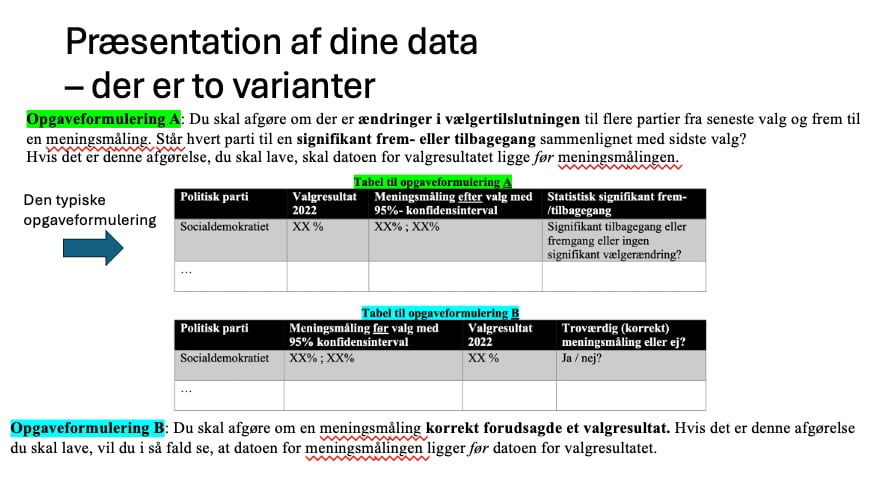 Præsentation af dine data
– der er to varianter
Opgaveformulering A: Du skal afgøre om der er ændringer i vælgertilslutningen til flere partier fra seneste valg og frem til
en meningsmåling. Står hvert parti til en signifikant frem- eller tilbagegang sammenlignet med sidste valg?
Hvis det er denne afgørelse, du skal lave, skal datoen for valgresultatet ligge før meningsmålingen.
Den typiske
opgaveformulering
Tabel til opgaveformulering A
Politisk parti Valgresultat 2022 Meningsmåling efter valg med 95%- konfidensinterval Statistisk signifikant frem- /tilbagegang
Socialdemokratiet XX % XX% ; XX% Signifikant tilbagegang eller fremgang eller ingen signifikant vælgerændring?
...
Tabel til opgaveformulering B
Politisk parti Meningsmåling før valg med 95% konfidensinterval Valgresultat 2022 Troværdig (korrekt) meningsmåling eller ej?
Socialdemokratiet XX% ; XX% XX % Ja / nej?
...
Opgaveformulering B: Du skal afgøre om en meningsmåling korrekt forudsagde et valgresultat. Hvis det er denne afgørelse
du skal lave, vil du i så fald se, at datoen for meningsmålingen ligger før datoen for valgresultatet.